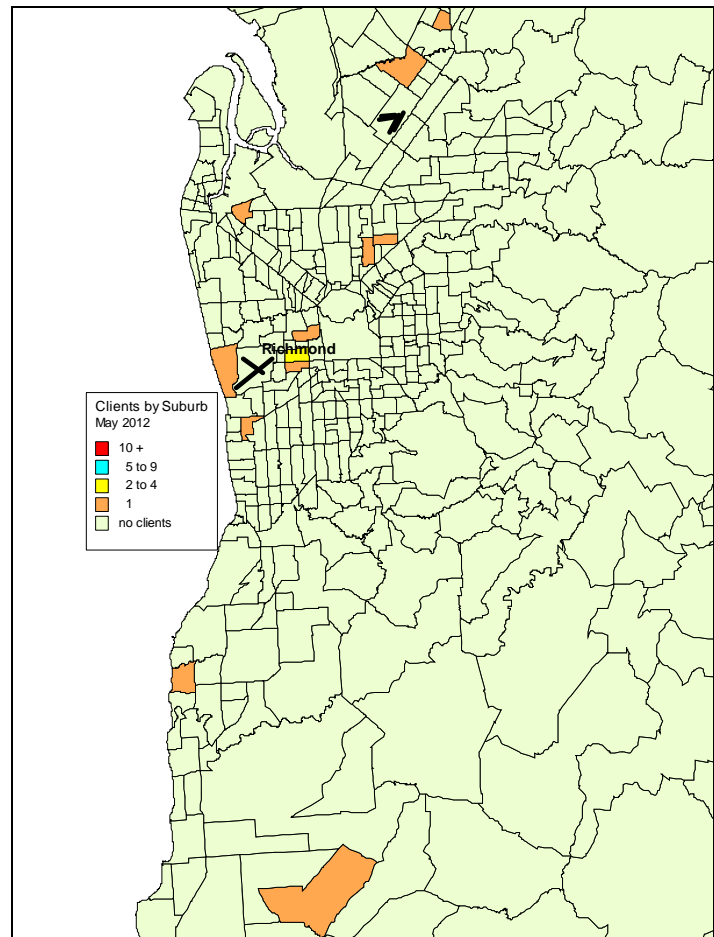 Richmond
Clients by Suburb
May 2012
10 +
5 to 9
2 to 4
1
no clients